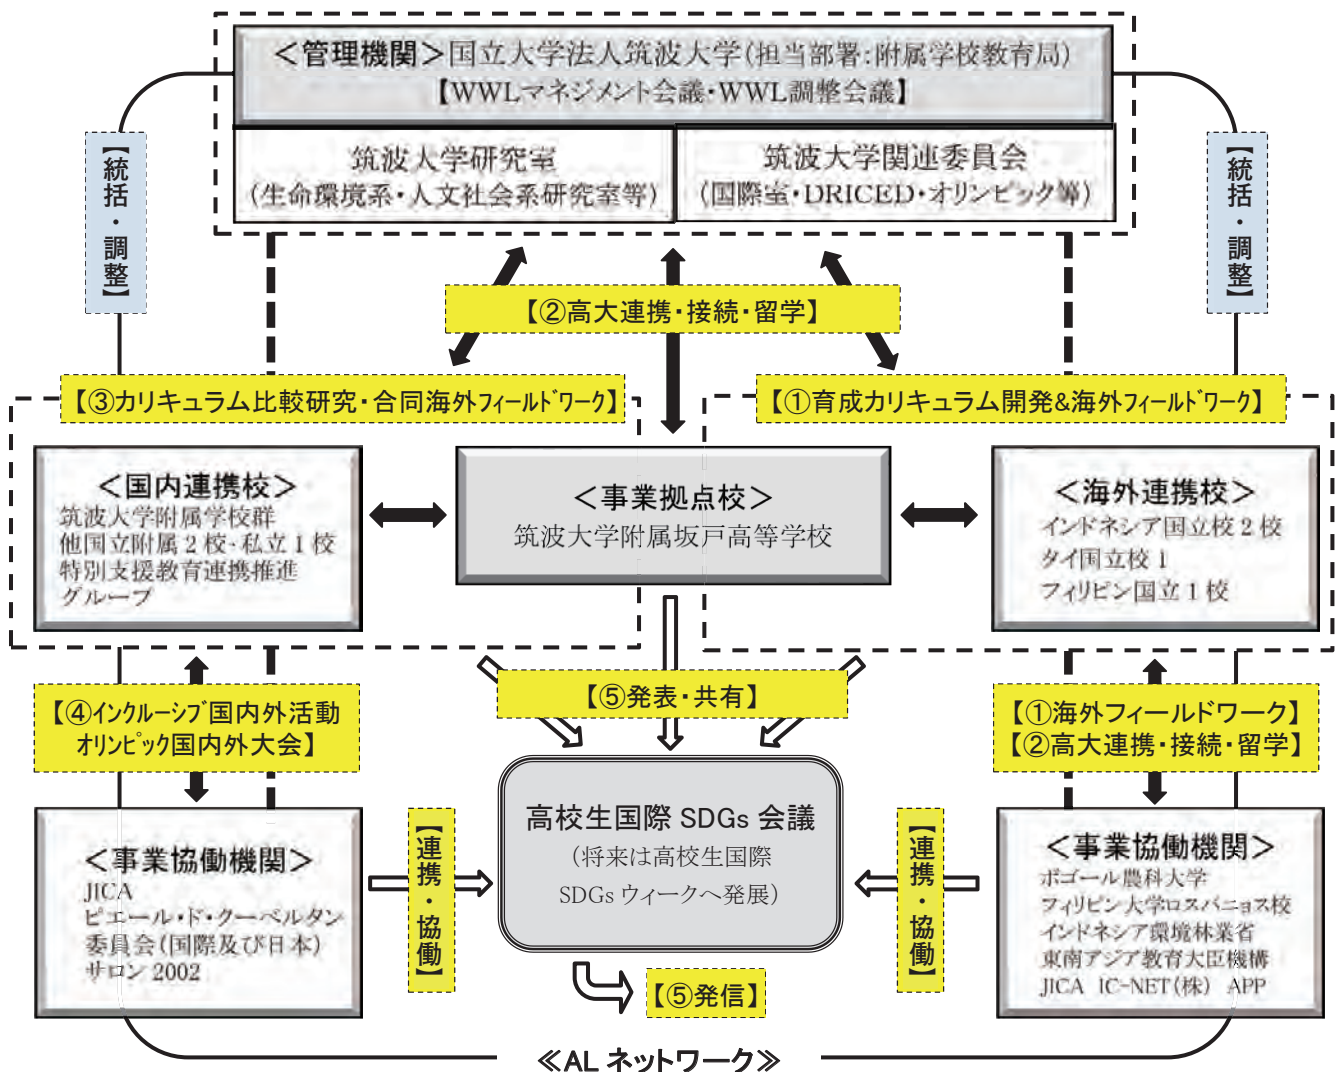 ＜管理機関＞国立大学法人筑波大学(担当部署:附属学校教育局)
【WWLマネジメント会議・WWL調整会議】
筑波大学研究室
(生命環境系・人文社会系研究室等)
筑波大学関連委員会
(国際室・DRICED・オリンピック等)
【統括・調整】
【統括・調整】
【②高大連携・接続・留学】
【③カリキュラム比較研究・合同海外フィールドワーク】
【①育成カリキュラム開発&海外フィールドワーク】
＜国内連携校＞
筑波大学附属学校群
他国立附属２校・私立１校
特別支援教育連携推進
グループ
＜事業拠点校＞
筑波大学附属坂戸高等学校
＜海外連携校＞
インドネシア国立校２校
タイ国立校１
フィリピン国立１校
【④インクルーシブ国内外活動
オリンピック国内外大会】
【⑤発表・共有】
【①海外フィールドワーク】
【②高大連携・接続・留学】
＜事業協働機関＞
JICA
ピエール・ド・クーベルタン
委員会(国際及び日本)
サロン2002
【連携・協働】
高校生国際 SDGs 会議
(将来は高校生国際
SDGs ウィークへ発展)
【連携・協働】
＜事業協働機関＞
ボゴール農科大学
フィリピン大学ロスバニョス校
インドネシア環境林業省
東南アジア教育大臣機構
JICA IC-NET(株) APP
【⑤発信】
≪AL ネットワーク≫